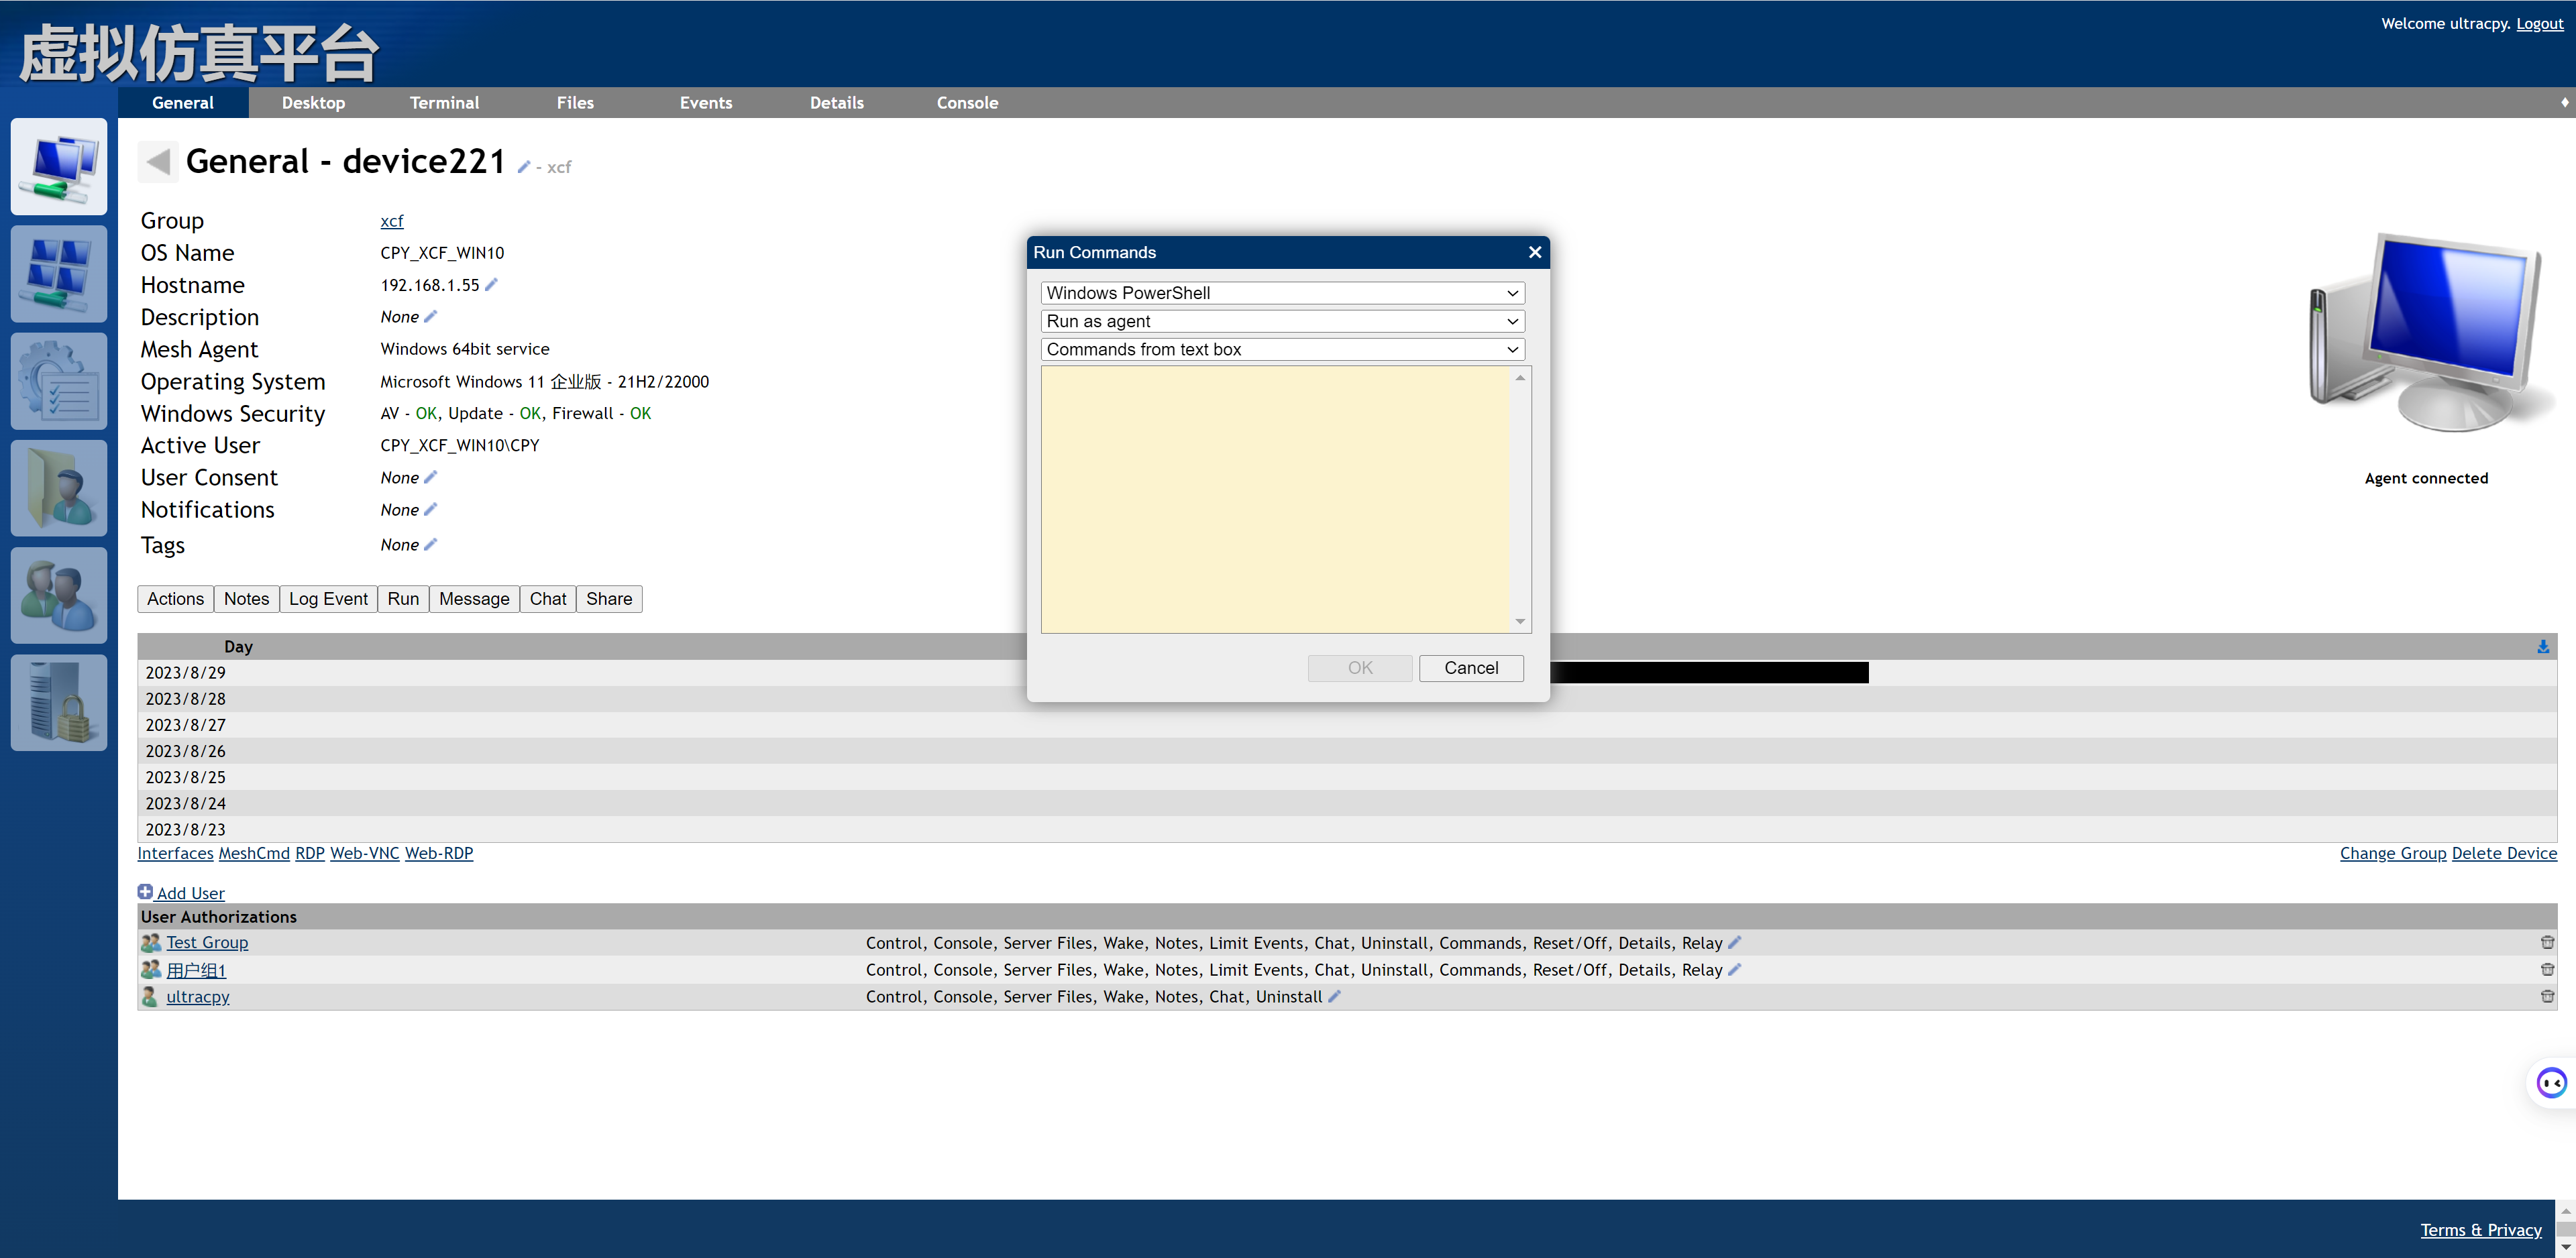 虚拟仿真平台
Welcome ultracpy. Logout
General Desktop Terminal Files Events Details Console
General - device221 - xcf
Group xcf
OS Name CPY_XCF_WIN10
Hostname 192.168.1.55
Description None
Mesh Agent Windows 64bit service
Operating System Microsoft Windows 11 企业版 - 21H2/22000
Windows Security AV - OK, Update - OK, Firewall - OK
Active User CPY_XCF_WIN10\CPY
User Consent None
Notifications None
Tags None
Agent connected
Run Commands
Windows PowerShell
Run as agent
Commands from text box
OK Cancel
Actions Notes Log Event Run Message Chat Share
Day
2023/8/29
2023/8/28
2023/8/27
2023/8/26
2023/8/25
2023/8/24
2023/8/23
Interfaces MeshCmd RDP Web-VNC Web-RDP Change Group Delete Device
Add User
User Authorizations
Test Group Control, Console, Server Files, Wake, Notes, Limit Events, Chat, Uninstall, Commands, Reset/Off, Details, Relay
用户组1 Control, Console, Server Files, Wake, Notes, Limit Events, Chat, Uninstall, Commands, Reset/Off, Details, Relay
ultracpy Control, Console, Server Files, Wake, Notes, Chat, Uninstall
Terms & Privacy